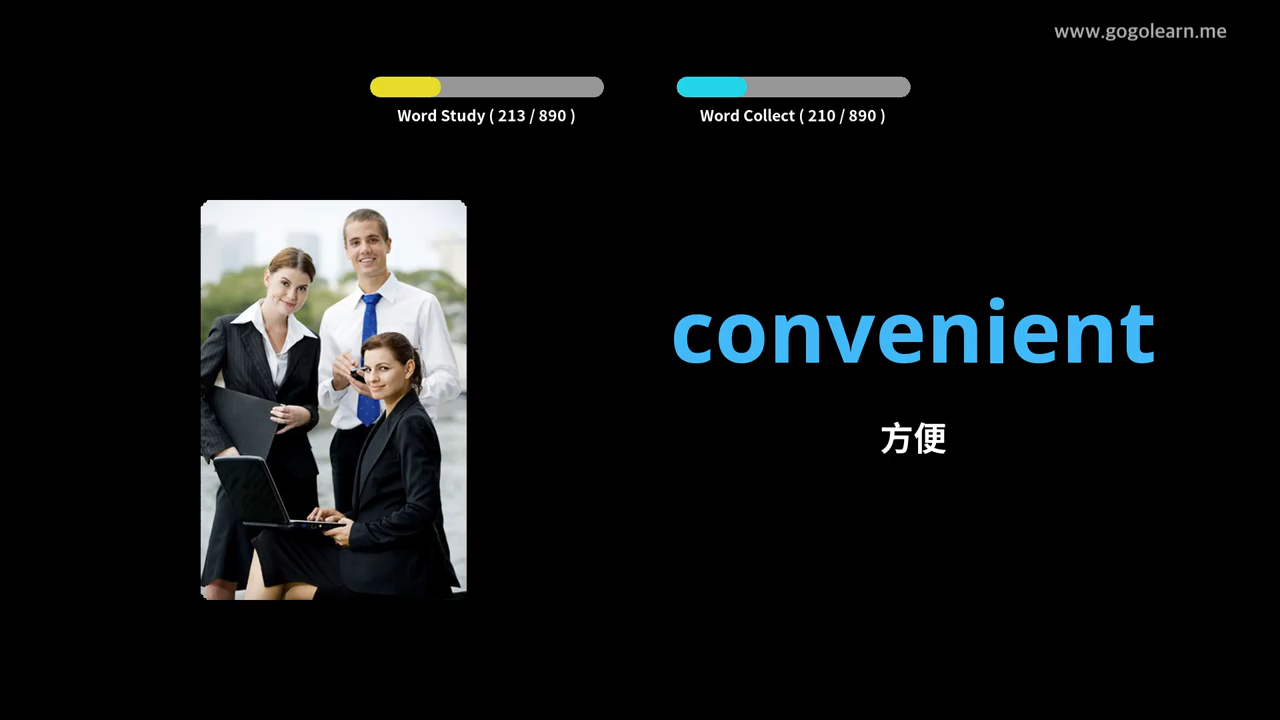 www.gogolearn.me
Word Study ( 213 / 890 )
Word Collect ( 210 / 890 )
convenient
方便